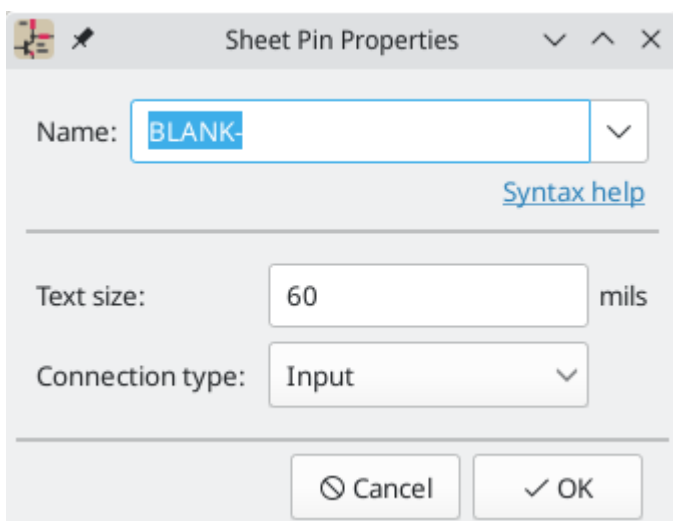 Sheet Pin Properties
Name: BLANK-
Syntax help
Text size: 60 mils
Connection type: Input
Cancel OK